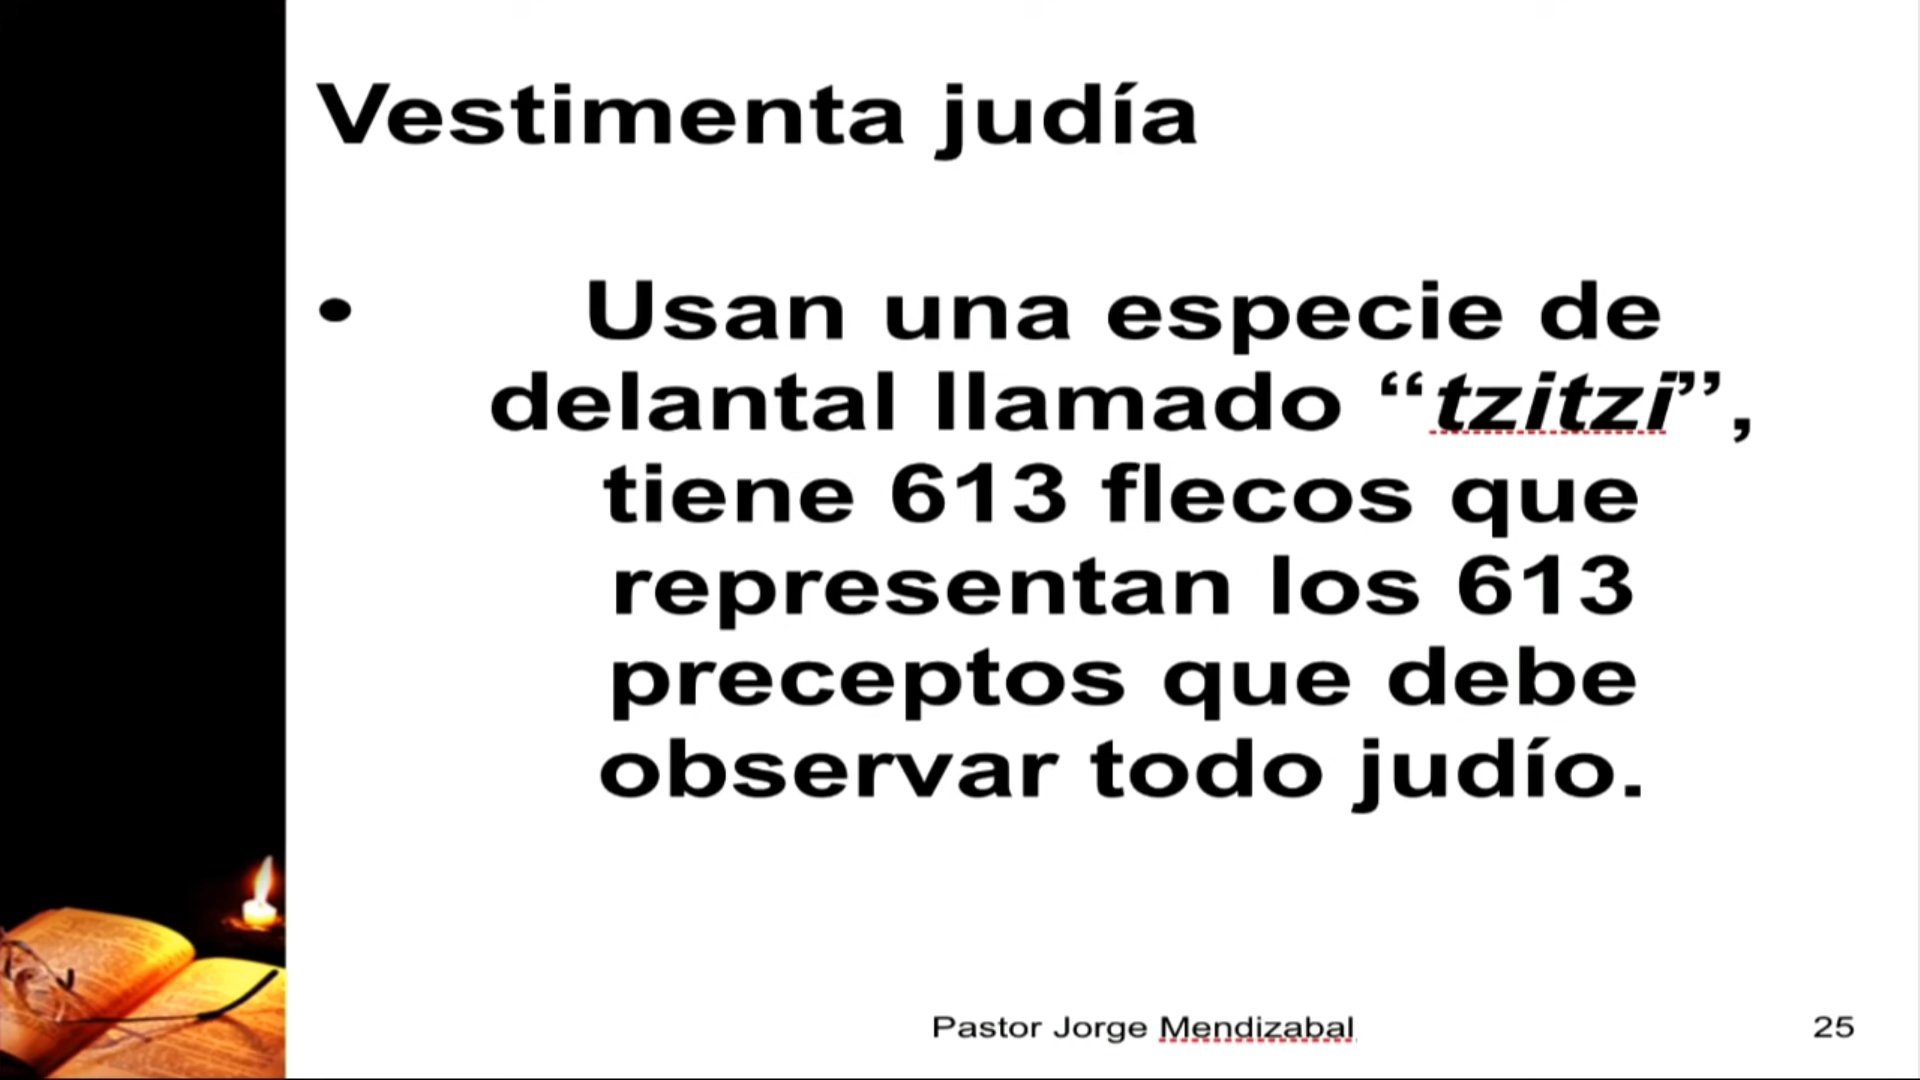 Vestimenta judía
• Usan una especie de
delantal llamado “tzitzi”,
tiene 613 flecos que
representan los 613
preceptos que debe
observar todo judío.
Pastor Jorge Mendizabal
25